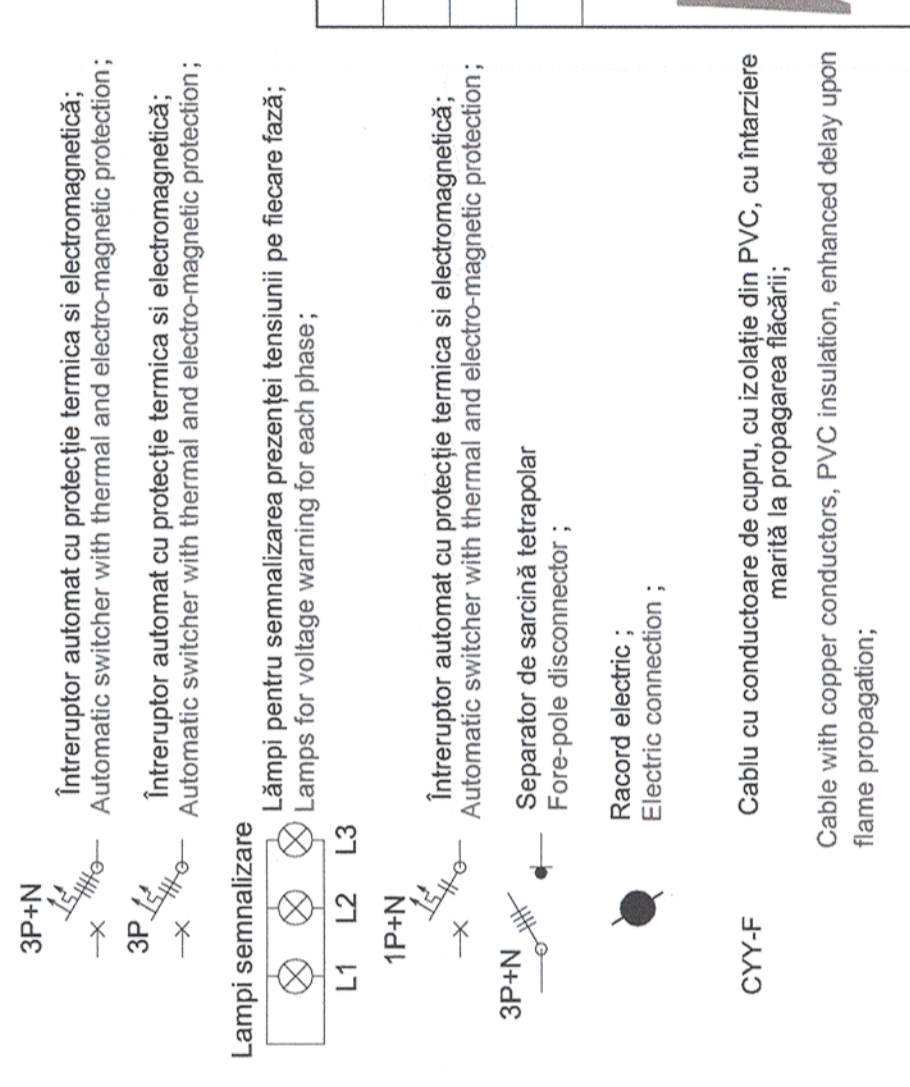 3P+N
Întreruptor automat cu protecție termica si electromagnetică;
Automatic switcher with thermal and electro-magnetic protection;
3P
Întreruptor automat cu protecție termica si electromagnetică;
Automatic switcher with thermal and electro-magnetic protection;
Lampi semnalizare
L1 L2 L3
Lămpi pentru semnalizarea prezenței tensiunii pe fiecare fază;
Lamps for voltage warning for each phase;
1P+N
Întreruptor automat cu protecție termica si electromagnetică;
Automatic switcher with thermal and electro-magnetic protection;
3P+N
Separator de sarcină tetrapolar
Fore-pole disconnector ;
Racord electric ;
Electric connection ;
CYY-F
Cablu cu conductoare de cupru, cu izolație din PVC, cu întarziere
marită la propagarea flăcării;
Cable with copper conductors, PVC insulation, enhanced delay upon
flame propagation;